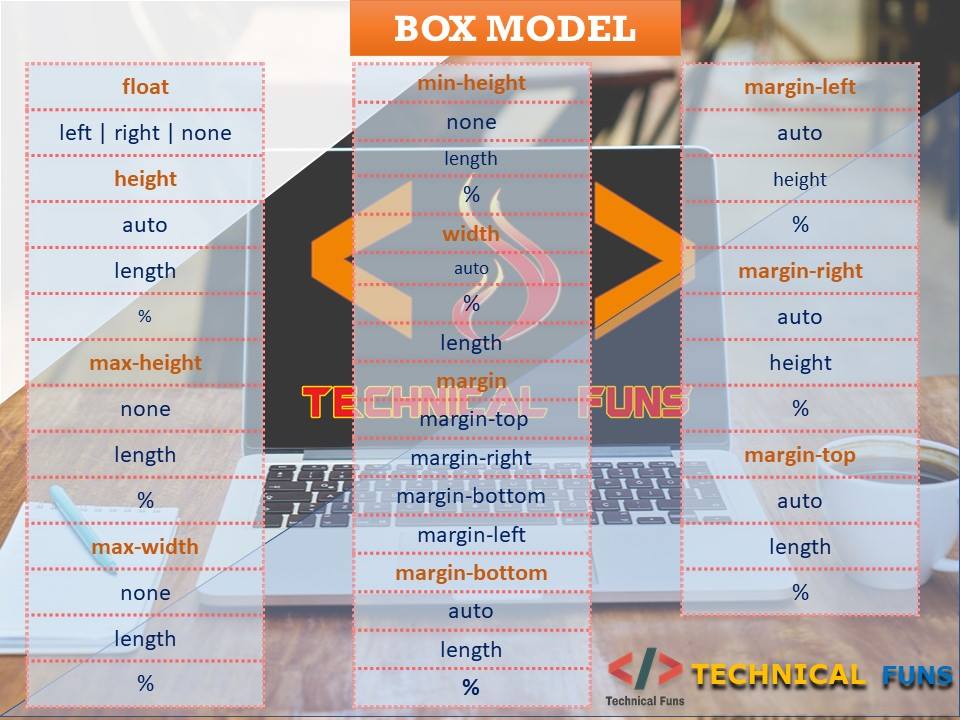 BOX MODEL
float
left | right | none
height
auto
length
%
max-height
none
length
%
max-width
none
length
%
min-height
none
length
%
width
auto
%
length
margin
margin-top
margin-right
margin-bottom
margin-left
margin-bottom
auto
length
%
margin-left
auto
height
%
margin-right
auto
height
%
margin-top
auto
length
%
TECHNICAL FUNS
</>
Technical Funs
TECHNICAL FUNS